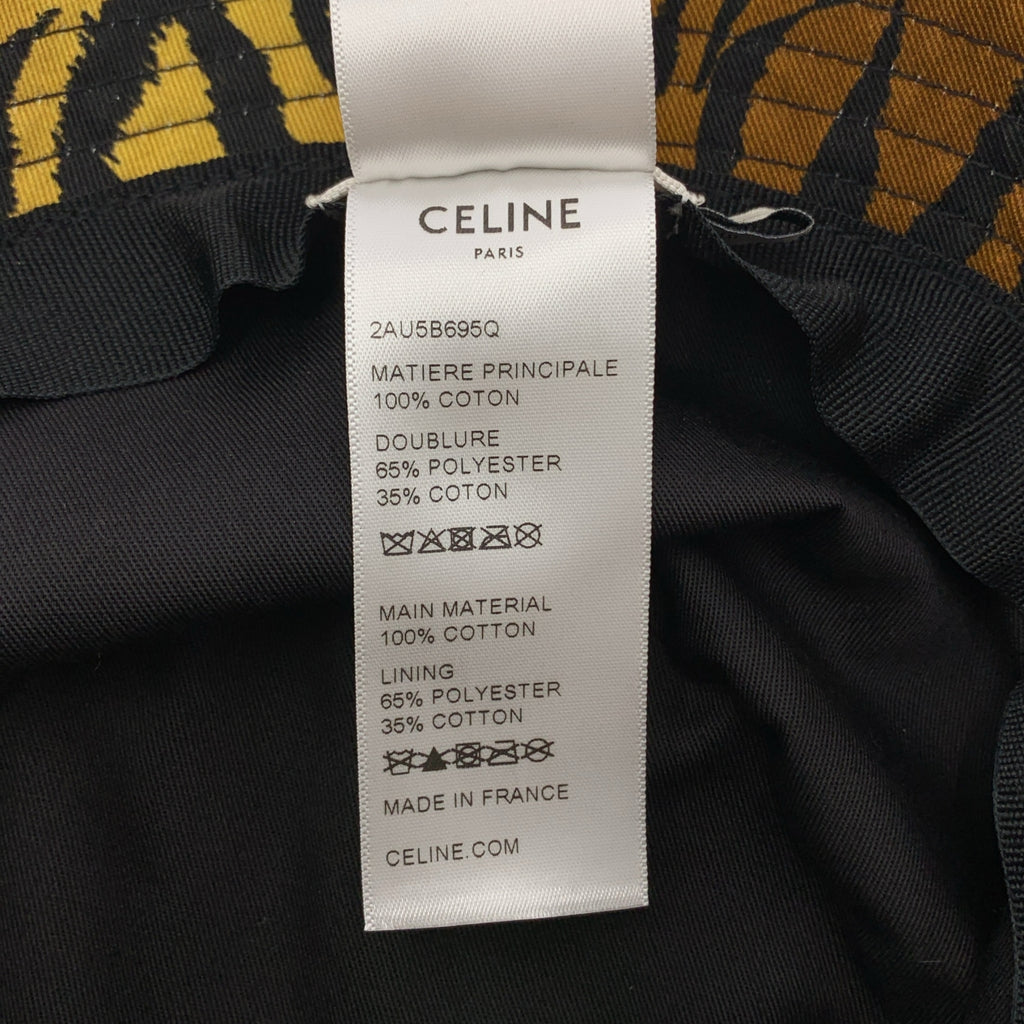 CELINE
PARIS
2AU5B695Q
MATIERE PRINCIPALE
100% COTON
DOUBLURE
65% POLYESTER
35% COTON
MAIN MATERIAL
100% COTTON
LINING
65% POLYESTER
35% COTTON
MADE IN FRANCE
CELINE.COM